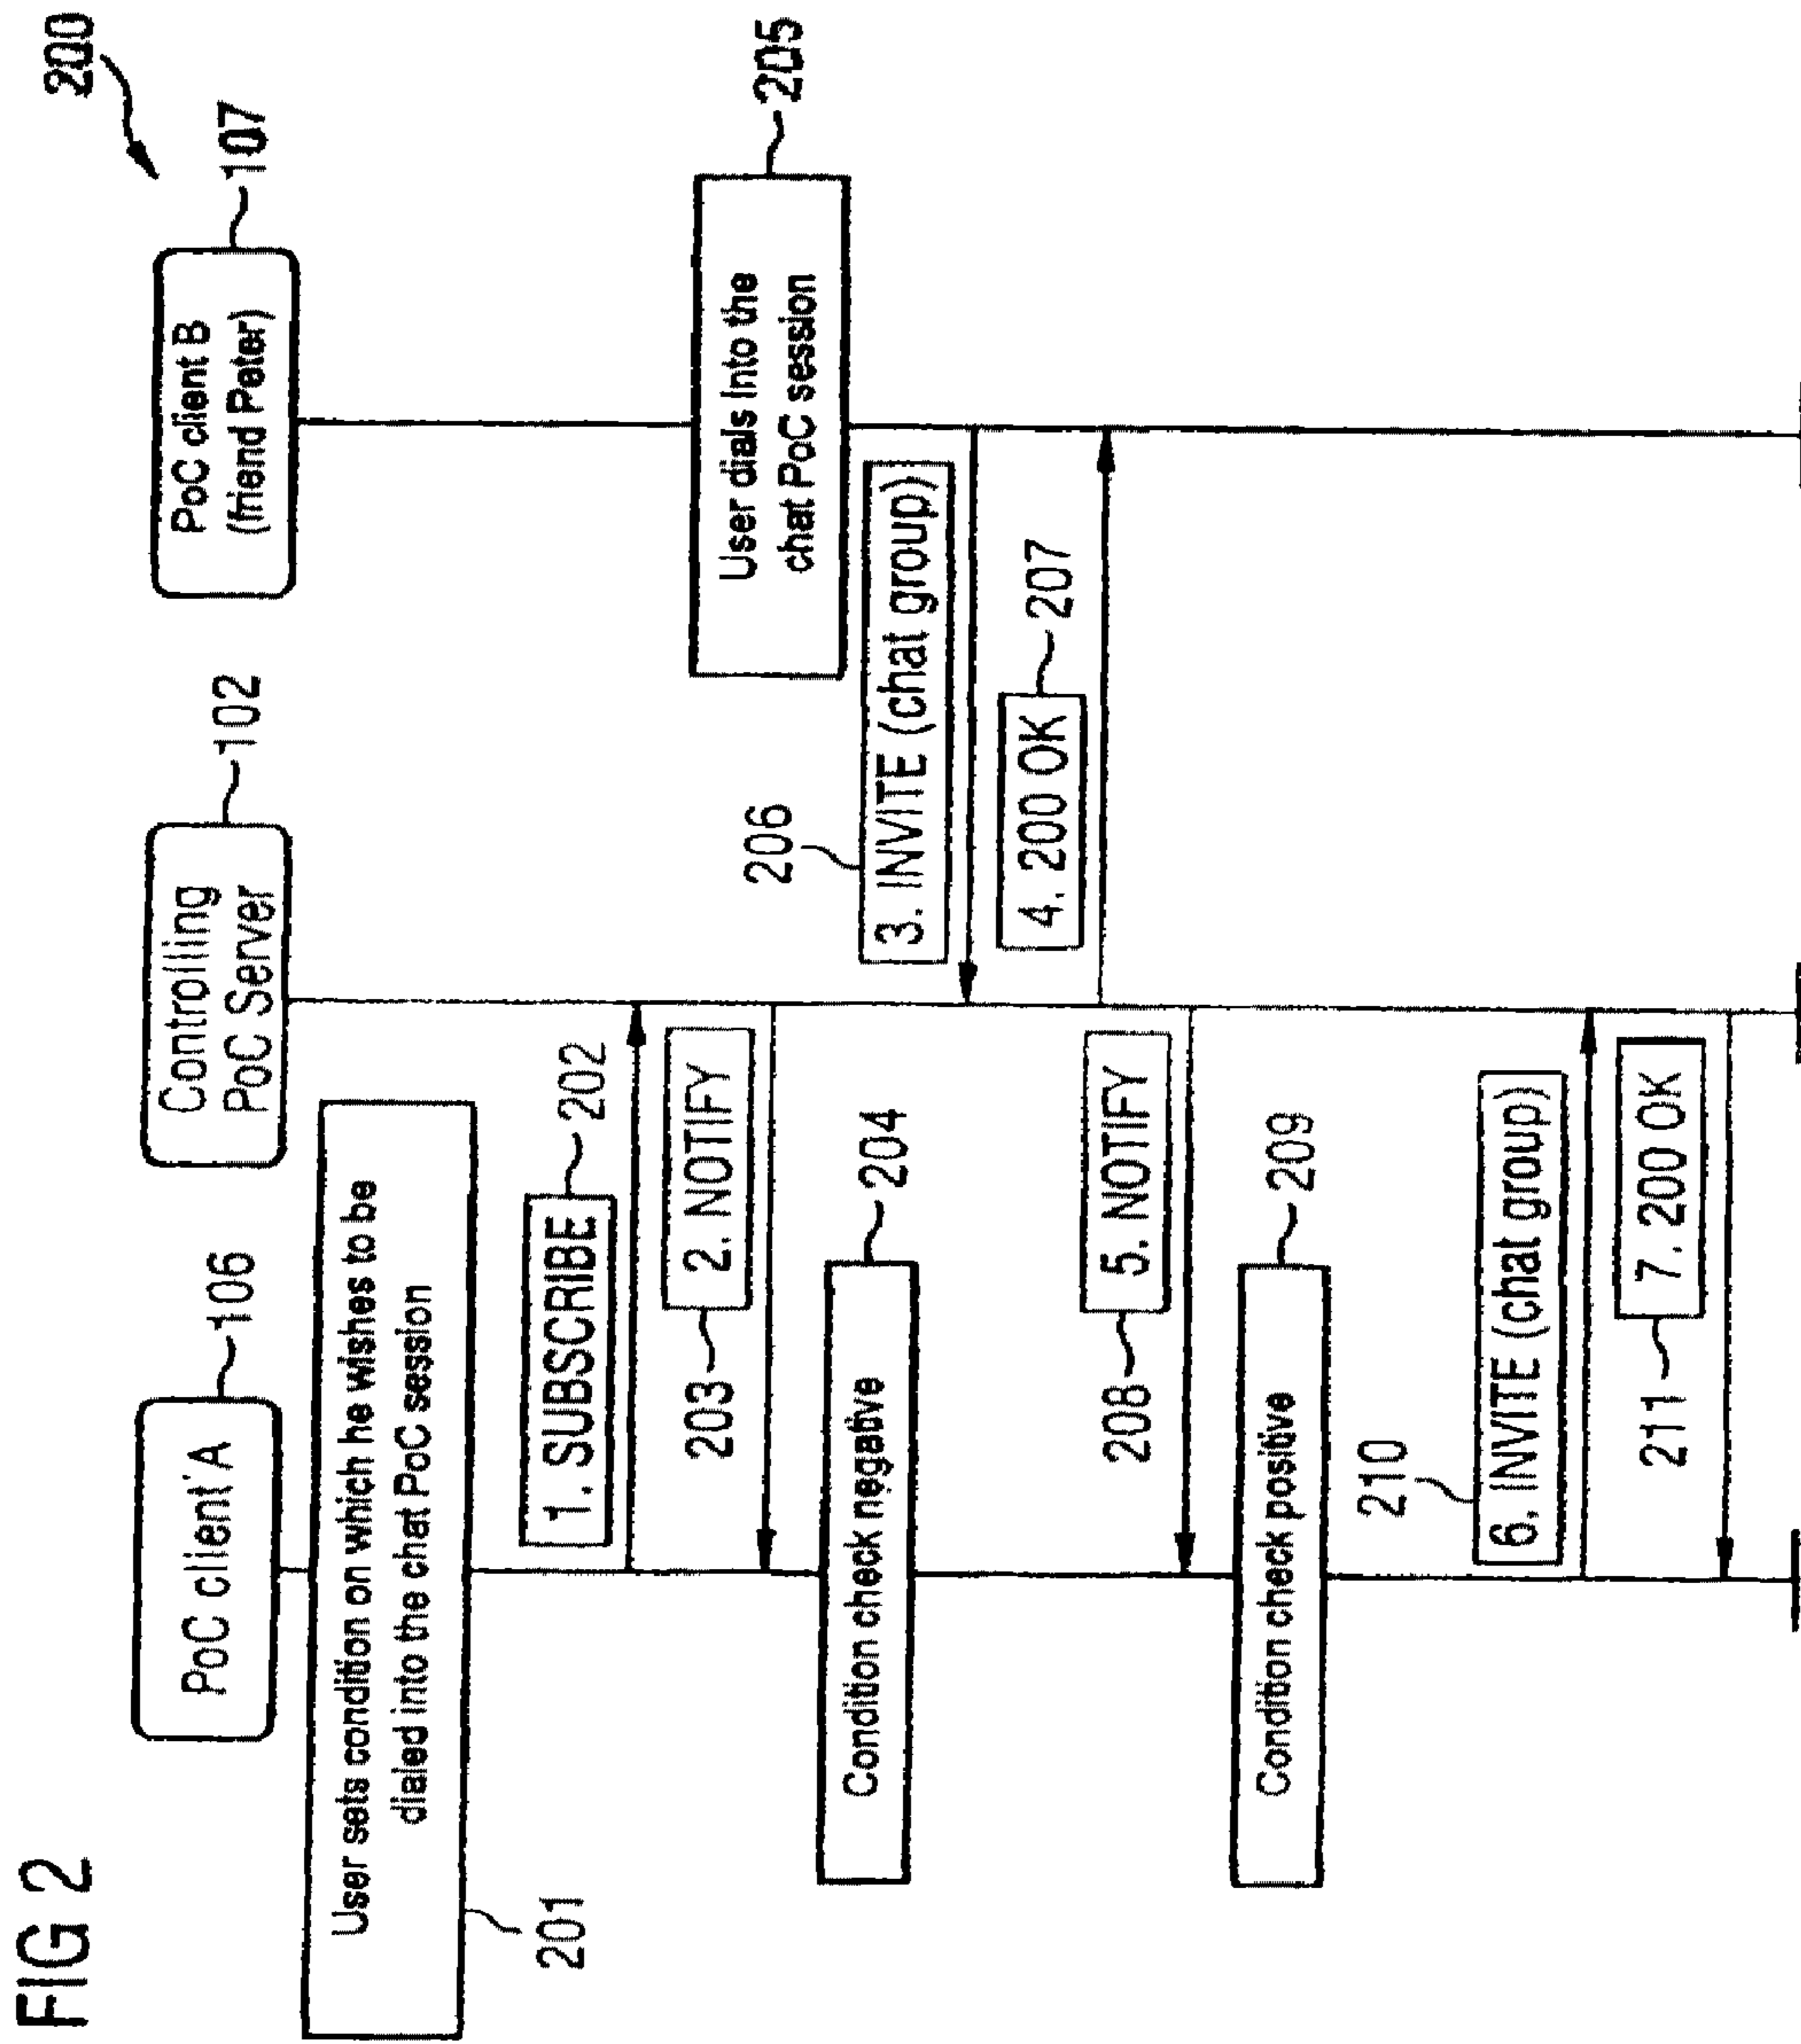 FIG 2
200
PoC client A
106
Controlling
PoC Server
102
PoC client B
(friend Peter)
107
User sets condition on which he wishes to be
dialed into the chat PoC session
201
1. SUBSCRIBE
202
2. NOTIFY
203
Condition check negative
204
User dials into the
chat PoC session
205
3. INVITE (chat group)
206
4. 200 OK
207
5. NOTIFY
208
Condition check positive
209
6. INVITE (chat group)
210
7. 200 OK
211